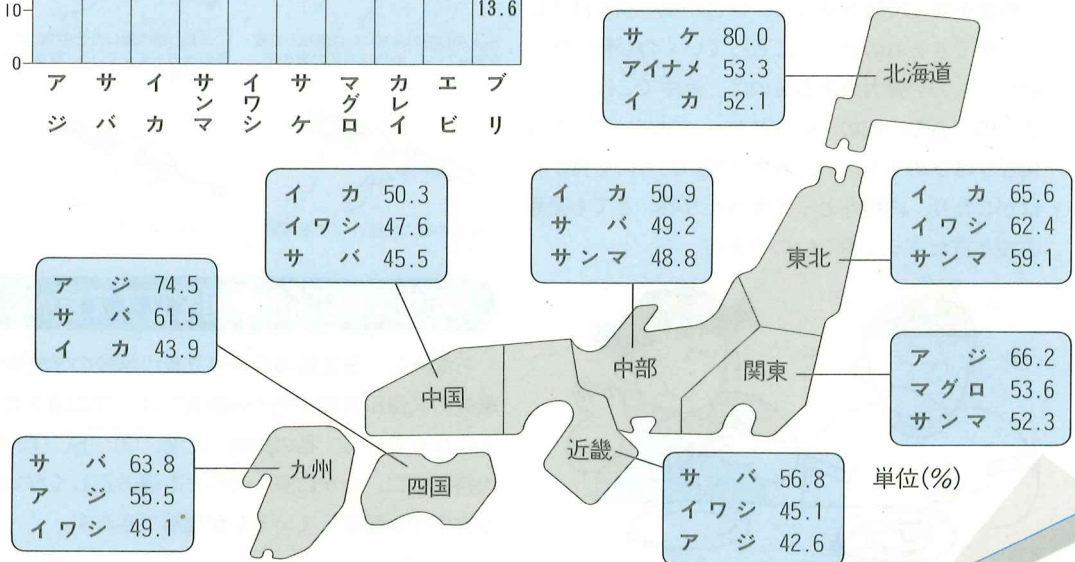 10
13.6
0
アジ サバ イカ サンマ イワシ サケ マグロ カレイ エビ ブリ
サケ 80.0
アイナメ 53.3
イカ 52.1
北海道
イカ 50.3
イワシ 47.6
サバ 45.5
イカ 50.9
サバ 49.2
サンマ 48.8
イカ 65.6
イワシ 62.4
サンマ 59.1
東北
アジ 74.5
サバ 61.5
イカ 43.9
中国
中部
関東
アジ 66.2
マグロ 53.6
サンマ 52.3
サバ 63.8
アジ 55.5
イワシ 49.1
九州
四国
近畿
サバ 56.8
イワシ 45.1
アジ 42.6
単位(%)